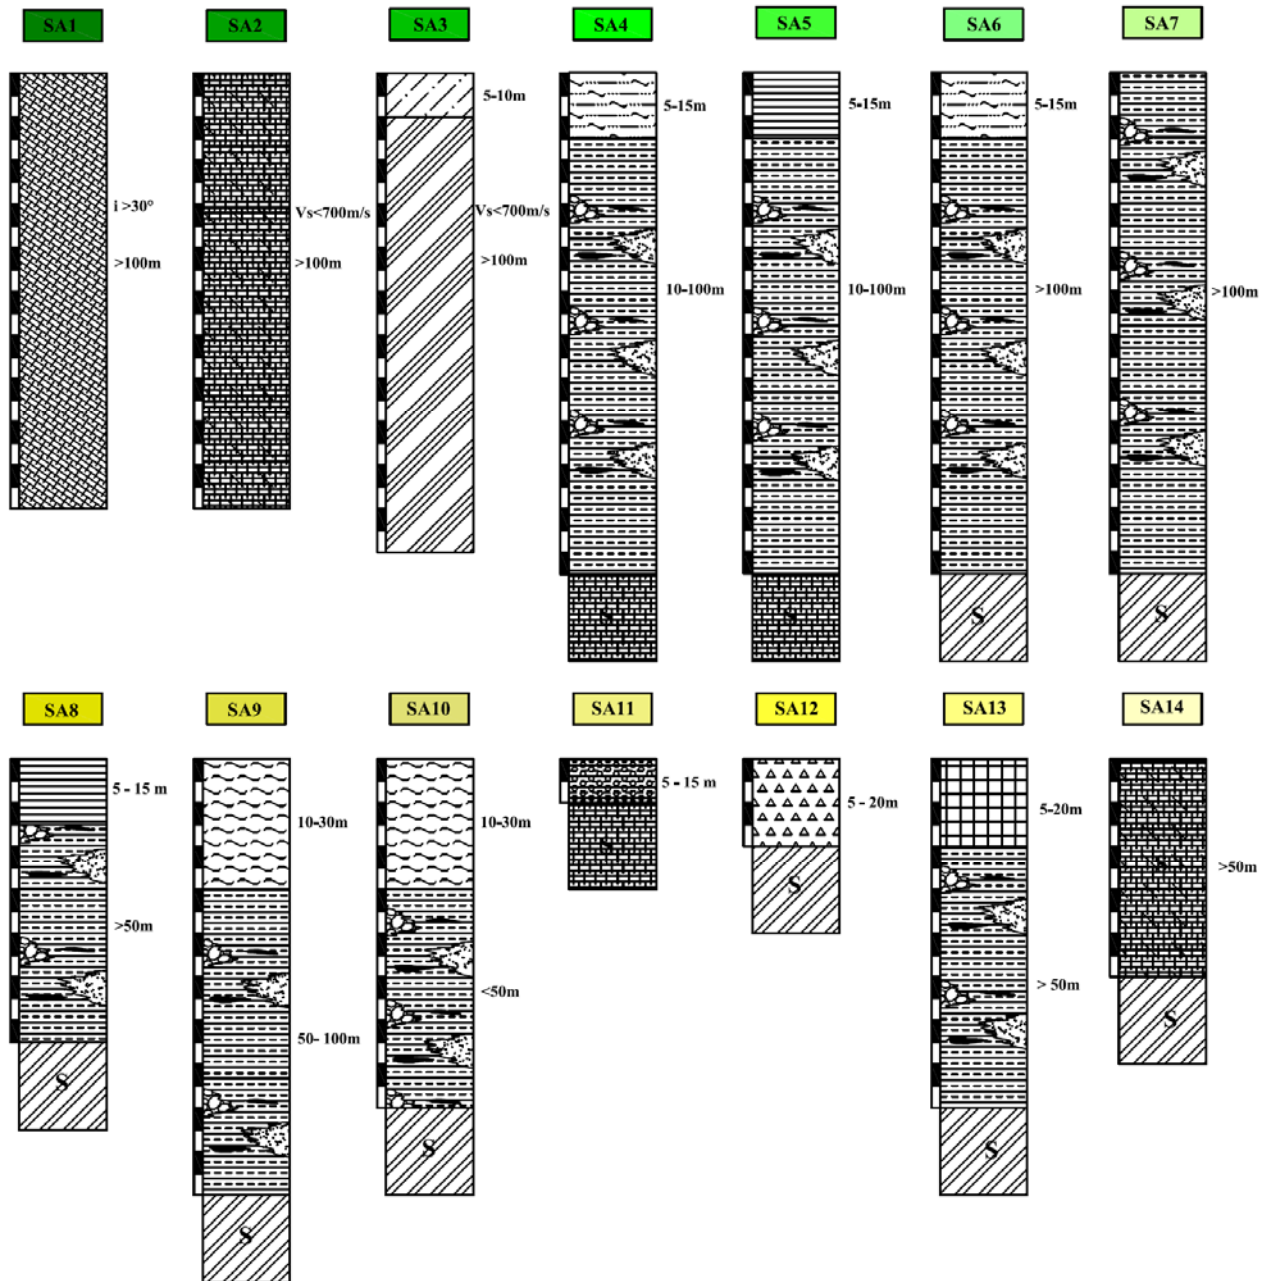 SA1 SA2 SA3 SA4 SA5 SA6 SA7
5-10m 5-15m 5-15m 5-15m
i >30° Vs<700m/s Vs<700m/s
>100m >100m >100m 10-100m 10-100m >100m >100m
S S S S
SA8 SA9 SA10 SA11 SA12 SA13 SA14
5 - 15 m 10-30m 10-30m 5 - 15 m 5 - 20m 5-20m
S S S >50m
>50m <50m > 50m
50- 100m S
S S S
S